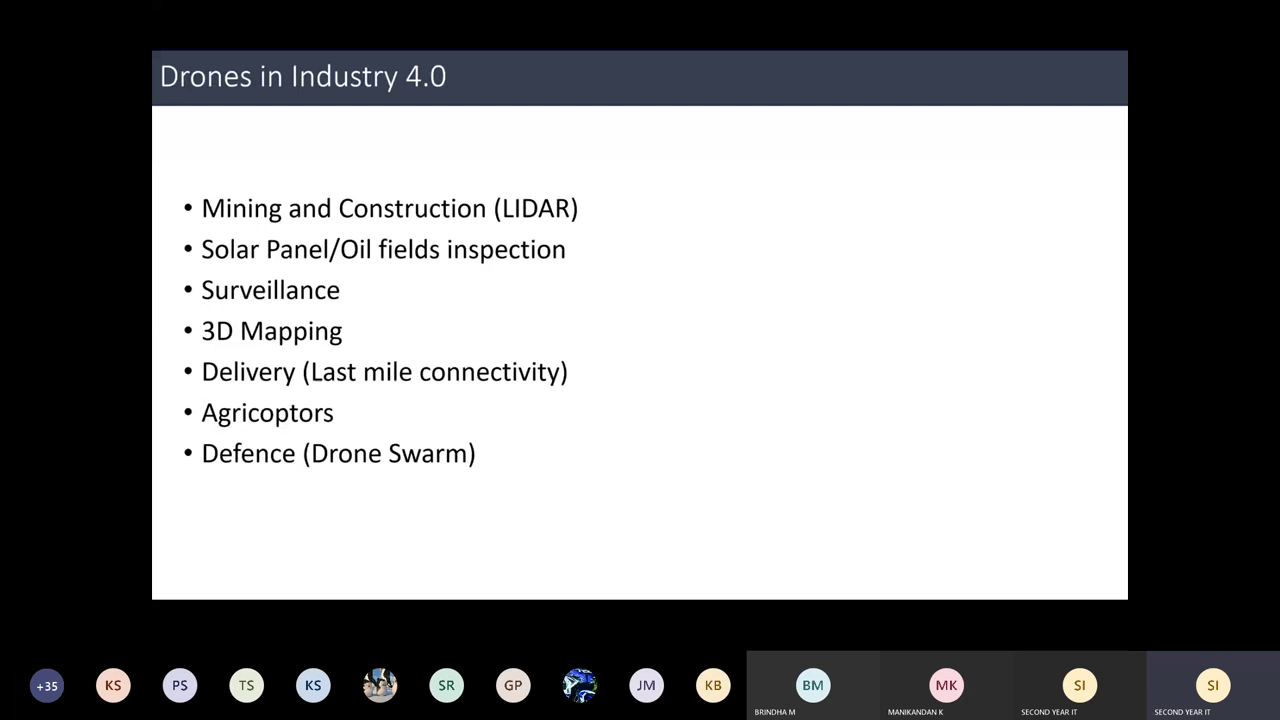 Drones in Industry 4.0
• Mining and Construction (LIDAR)
• Solar Panel/Oil fields inspection
• Surveillance
• 3D Mapping
• Delivery (Last mile connectivity)
• Agricoptors
• Defence (Drone Swarm)
+35
KS
PS
TS
KS
SR
GP
JM
KB
BM
MK
SI
SI
BRINDHA M
MANIKANDAN K
SECOND YEAR IT
SECOND YEAR IT